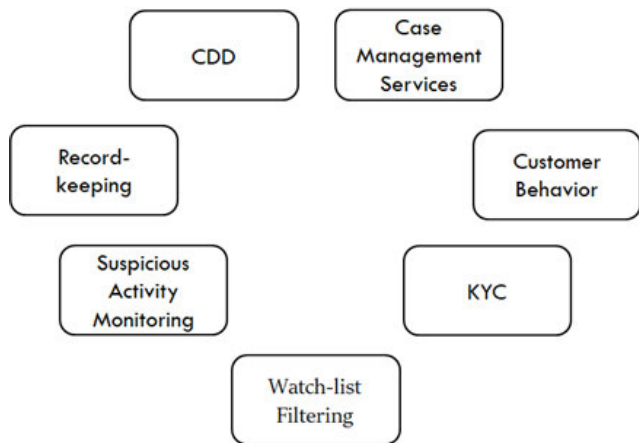 CDD
Case
Management
Services
Record-
keeping
Customer
Behavior
Suspicious
Activity
Monitoring
KYC
Watch-list
Filtering